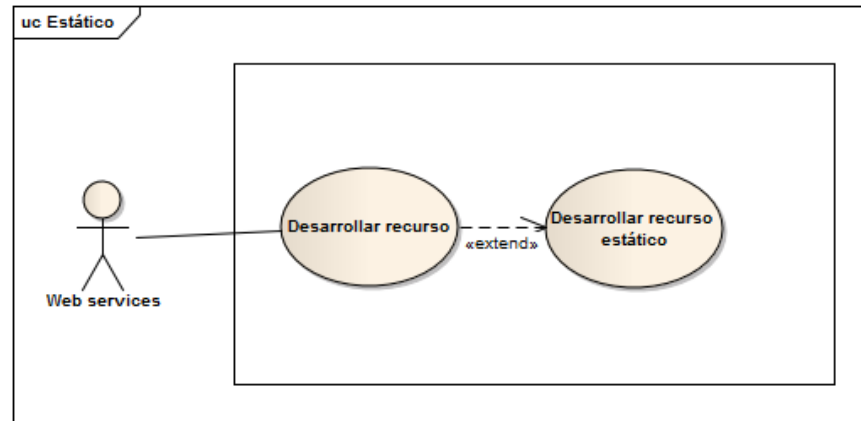 uc Estático
Desarrollar recurso
Desarrollar recurso
estático
«extend»
Web services